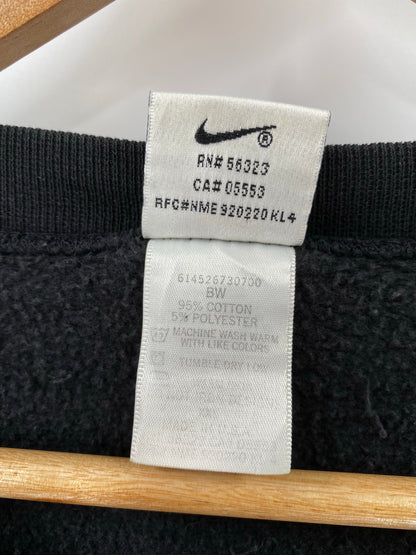 ®
RN# 56323
CA# 05553
RFC#NME 920220 KL4
614526730700
BW
95% COTTON
5% POLYESTER
MACHINE WASH WARM
WITH LIKE COLORS
TUMBLE DRY LOW